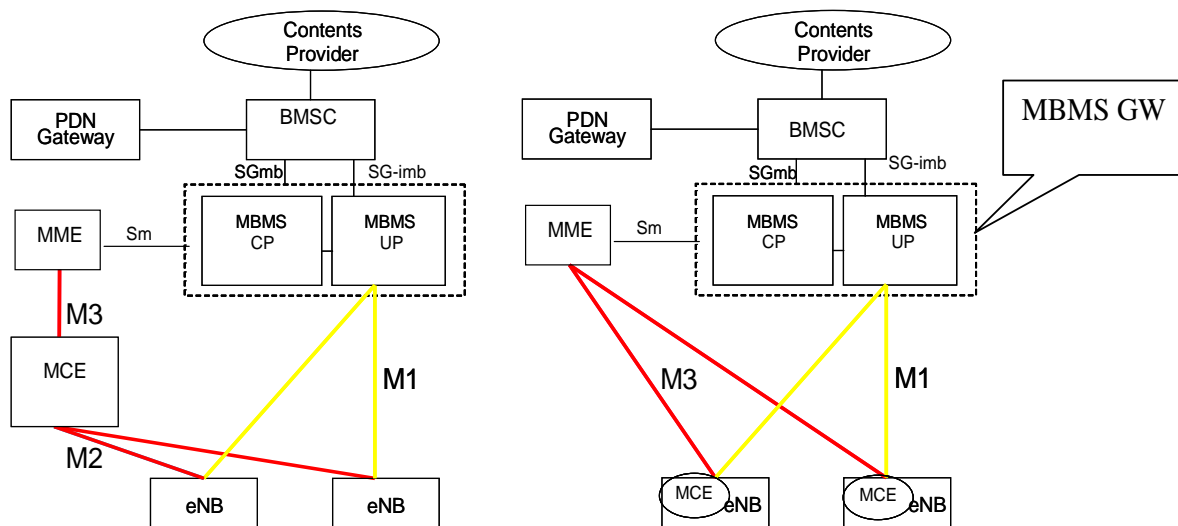 Contents
Provider
PDN
Gateway
BMSC
SGmb
SG-imb
MME
Sm
MBMS
CP
MBMS
UP
M3
MCE
M1
M2
eNB
eNB
Contents
Provider
MBMS GW
PDN
Gateway
BMSC
SGmb
SG-imb
MME
Sm
MBMS
CP
MBMS
UP
M3
M1
MCE
eNB
MCE
eNB